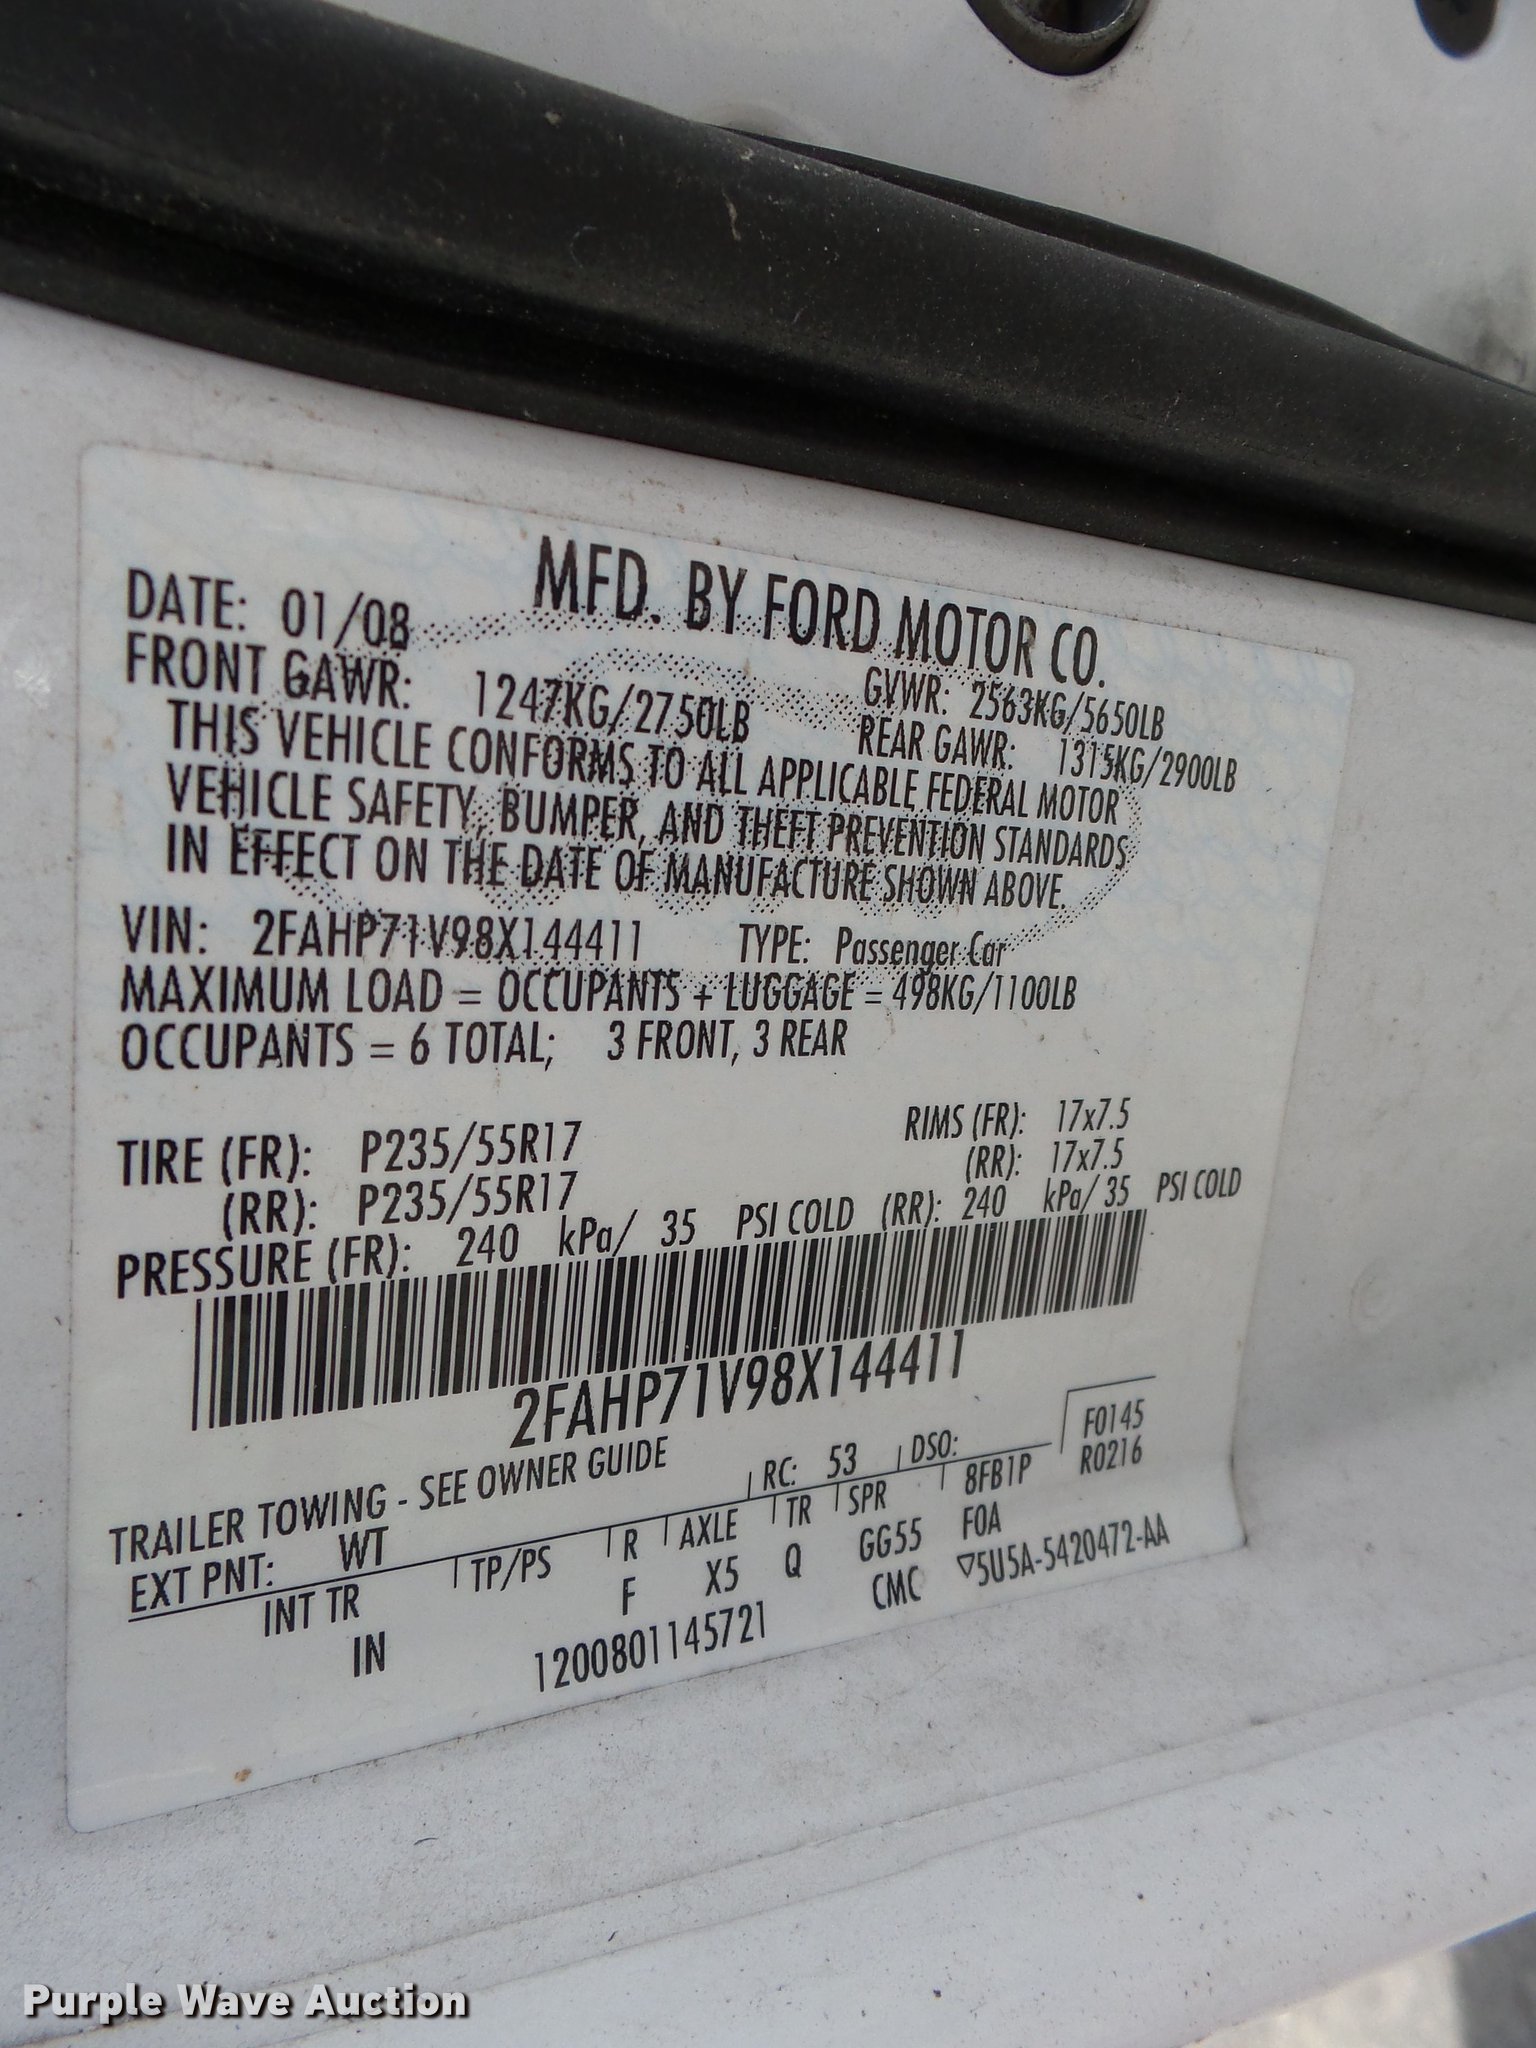 MFD. BY FORD MOTOR CO.
DATE: 01/08 GVWR: 2563KG/5650LB
FRONT GAWR: 1247KG/2750LB REAR GAWR: 1315KG/2900LB
THIS VEHICLE CONFORMS TO ALL APPLICABLE FEDERAL MOTOR
VEHICLE SAFETY, BUMPER, AND THEFT PREVENTION STANDARDS
IN EFFECT ON THE DATE OF MANUFACTURE SHOWN ABOVE.
VIN: 2FAHP71V98X144411 TYPE: Passenger Car
MAXIMUM LOAD = OCCUPANTS + LUGGAGE = 498KG/1100LB
OCCUPANTS = 6 TOTAL; 3 FRONT, 3 REAR
TIRE (FR): P235/55R17 RIMS (FR): 17x7.5
(RR): P235/55R17 (RR): 17x7.5
PRESSURE (FR): 240 kPa/ 35 PSI COLD (RR): 240 kPa/ 35 PSI COLD
2FAHP71V98X144411
TRAILER TOWING - SEE OWNER GUIDE F0145
EXT PNT: WT RC: 53 DSO: R0216
INT TR TP/PS R AXLE TR SPR 8FB1P
IN F X5 Q GG55 F0A
1200801145721 CMC ▽5U5A-5420472-AA
Purple Wave Auction